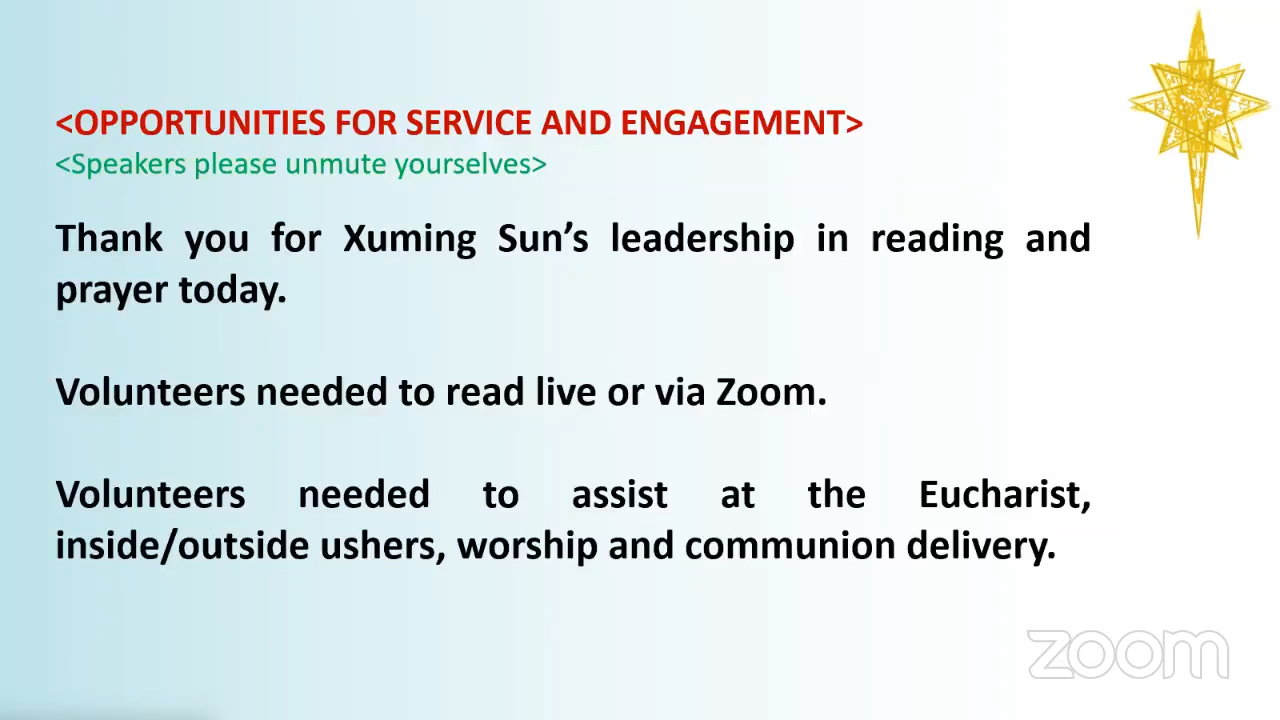 <OPPORTUNITIES FOR SERVICE AND ENGAGEMENT>
<Speakers please unmute yourselves>
Thank you for Xuming Sun’s leadership in reading and
prayer today.
Volunteers needed to read live or via Zoom.
Volunteers needed to assist at the Eucharist,
inside/outside ushers, worship and communion delivery.
zoom